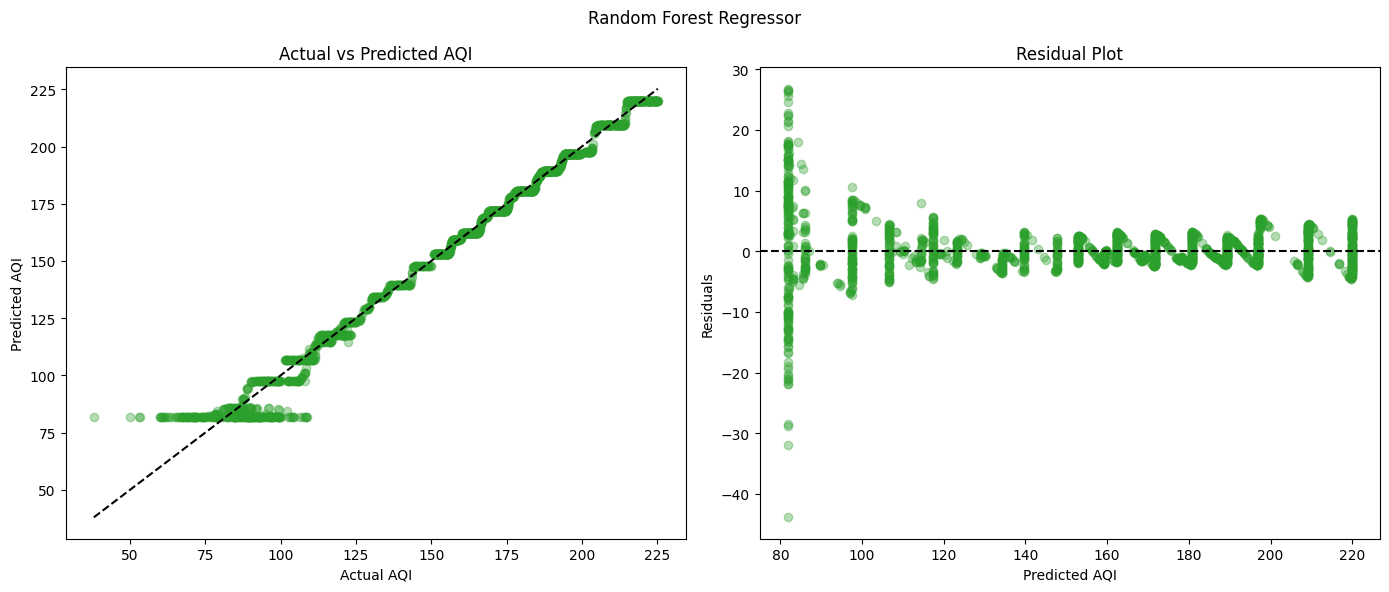 Random Forest Regressor
Actual vs Predicted AQI
Predicted AQI
225
200
175
150
125
100
75
50
50 75 100 125 150 175 200 225
Actual AQI
Residual Plot
Residuals
30
20
10
0
−10
−20
−30
−40
80 100 120 140 160 180 200 220
Predicted AQI